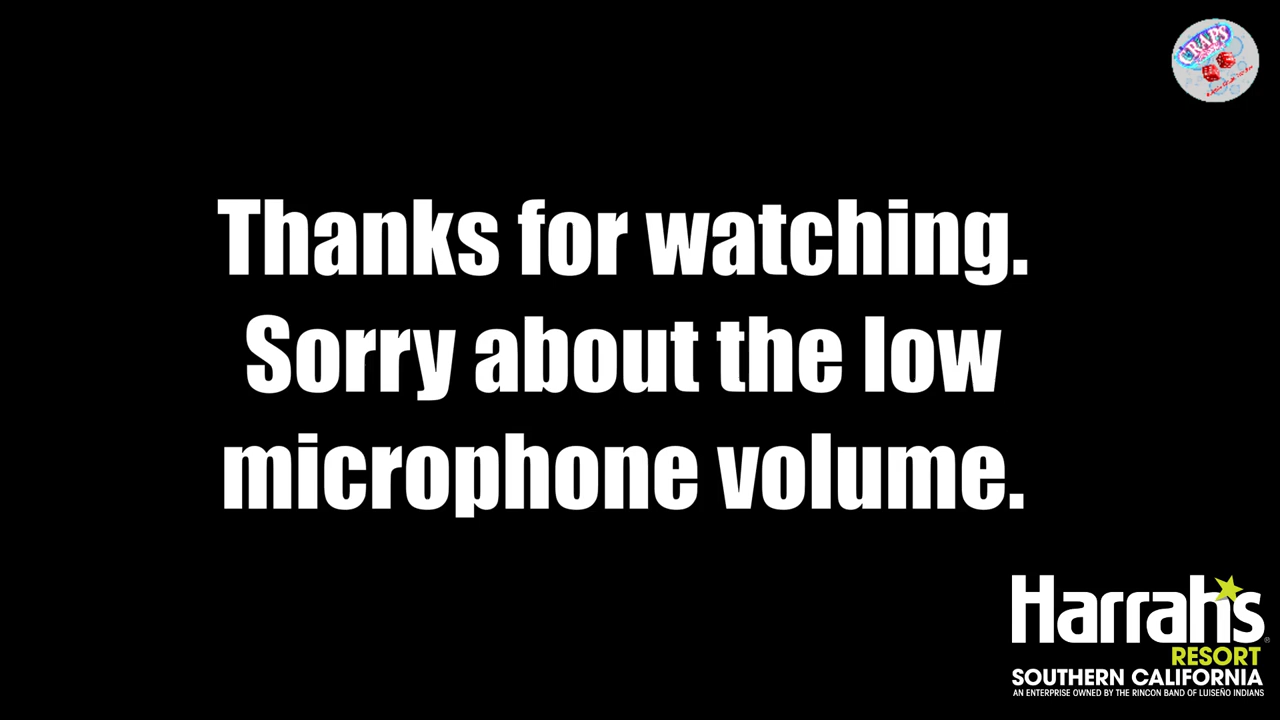 CRAPS
Thanks for watching.
Sorry about the low
microphone volume.
Harrah's
RESORT
SOUTHERN CALIFORNIA
AN ENTERPRISE OWNED BY THE RINCON BAND OF LUISEÑO INDIANS